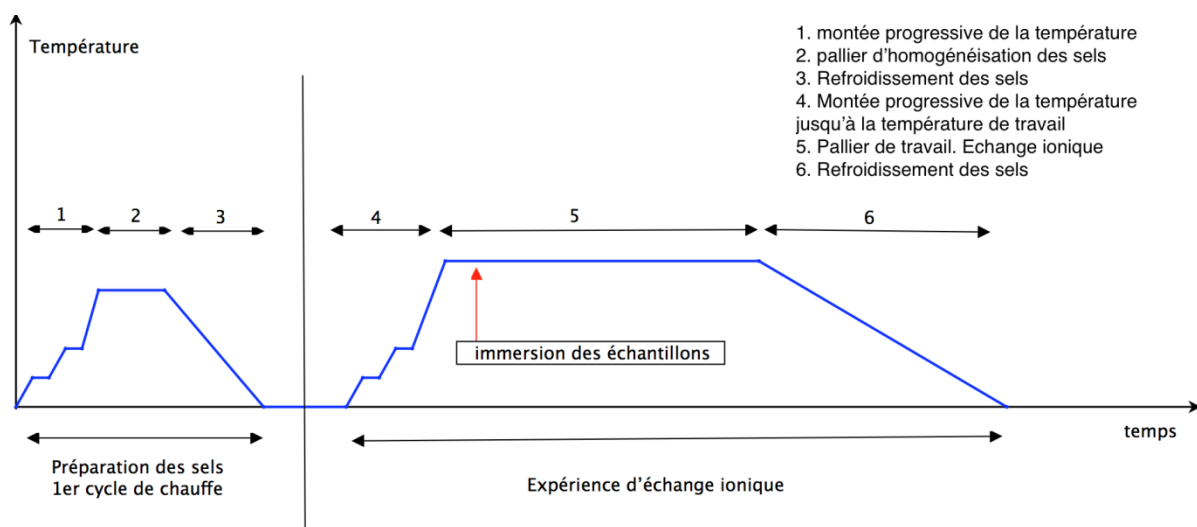 Température
1. montée progressive de la température
2. pallier d'homogénéisation des sels
3. Refroidissement des sels
4. Montée progressive de la température
jusqu'à la température de travail
5. Pallier de travail. Echange ionique
6. Refroidissement des sels
1
2
3
4
5
6
immersion des échantillons
temps
Préparation des sels
1er cycle de chauffe
Expérience d'échange ionique